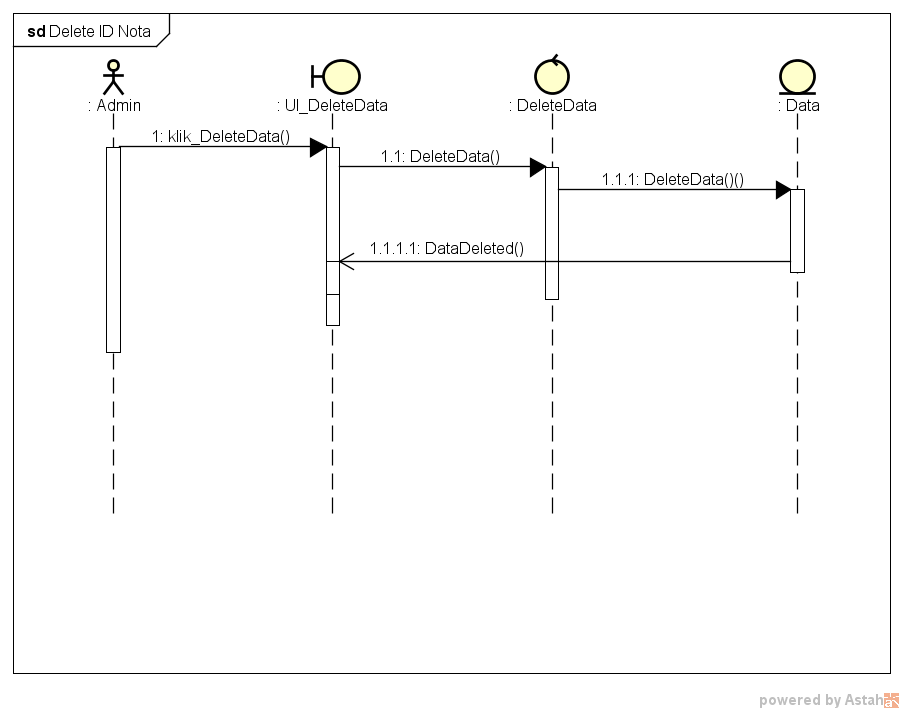 sd Delete ID Nota
: Admin
: UI_DeleteData
: DeleteData
: Data
1: klik_DeleteData()
1.1: DeleteData()
1.1.1: DeleteData()()
1.1.1.1: DataDeleted()
powered by Astah